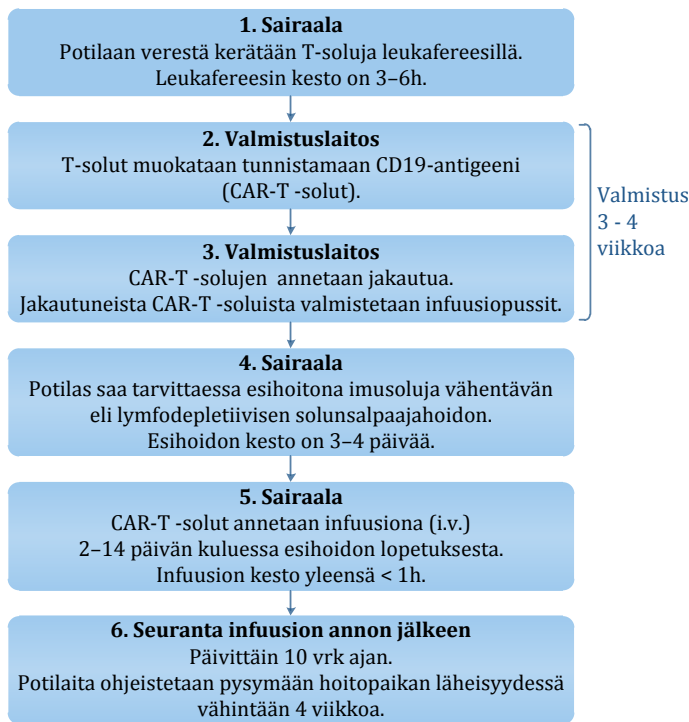 1. Sairaala
Potilaan verestä kerätään T-soluja leukafereesillä.
Leukafereesin kesto on 3–6h.
2. Valmistuslaitos
T-solut muokataan tunnistamaan CD19-antigeeni
(CAR-T -solut).
3. Valmistuslaitos
CAR-T -solujen annetaan jakautua.
Jakautuneista CAR-T -soluista valmistetaan infuusiopussit.
Valmistus
3 - 4
viikkoa
4. Sairaala
Potilas saa tarvittaessa esihoitona imusoluja vähentävän
eli lymfodepletiivisen solunsalpaajahoidon.
Esihoidon kesto on 3–4 päivää.
5. Sairaala
CAR-T -solut annetaan infuusiona (i.v.)
2–14 päivän kuluessa esihoidon lopetuksesta.
Infuusion kesto yleensä < 1h.
6. Seuranta infuusion annon jälkeen
Päivittäin 10 vrk ajan.
Potilaita ohjeistetaan pysymään hoitopaikan läheisyydessä
vähintään 4 viikkoa.